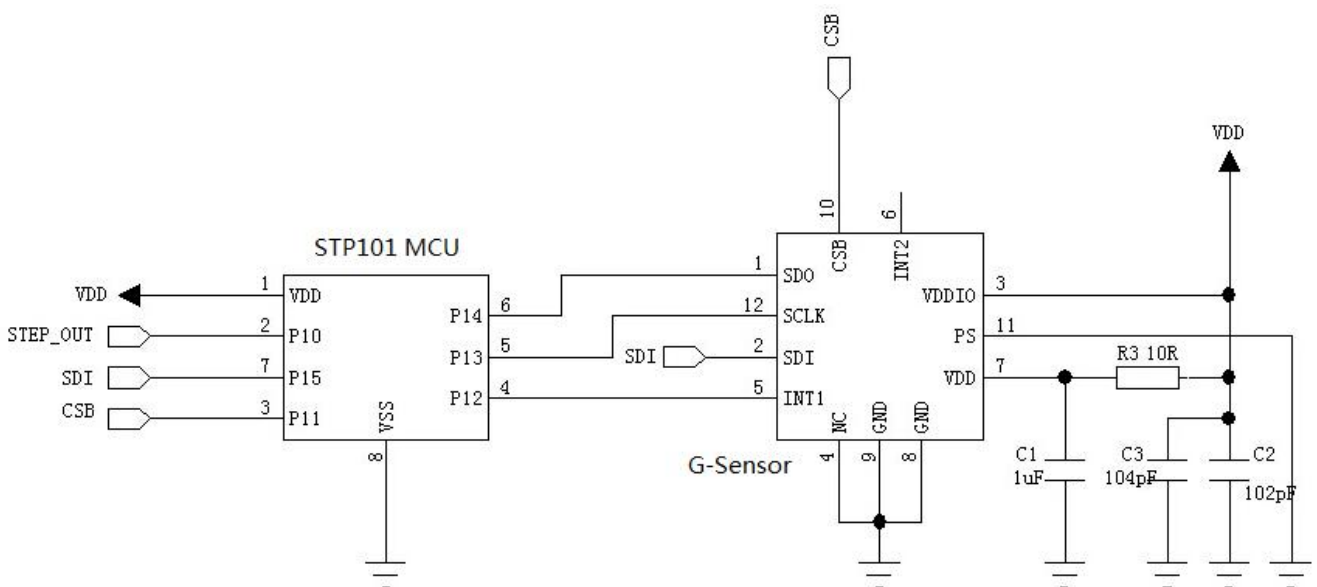 CSB
VDD
10
6
STP101 MCU
CSB
INT2
1
SDO
VDD
1
VDD
VDDIO
3
6
P14
12
SCLK
STEP_OUT
2
P10
PS
11
5
P13
SDI
2
SDI
R3 10R
SDI
7
P15
VDD
7
4
P12
5
INT1
CSB
3
P11
VSS
NC
GND
GND
8
4
9
8
G-Sensor
C1
1uF
C3
104pF
C2
102pF